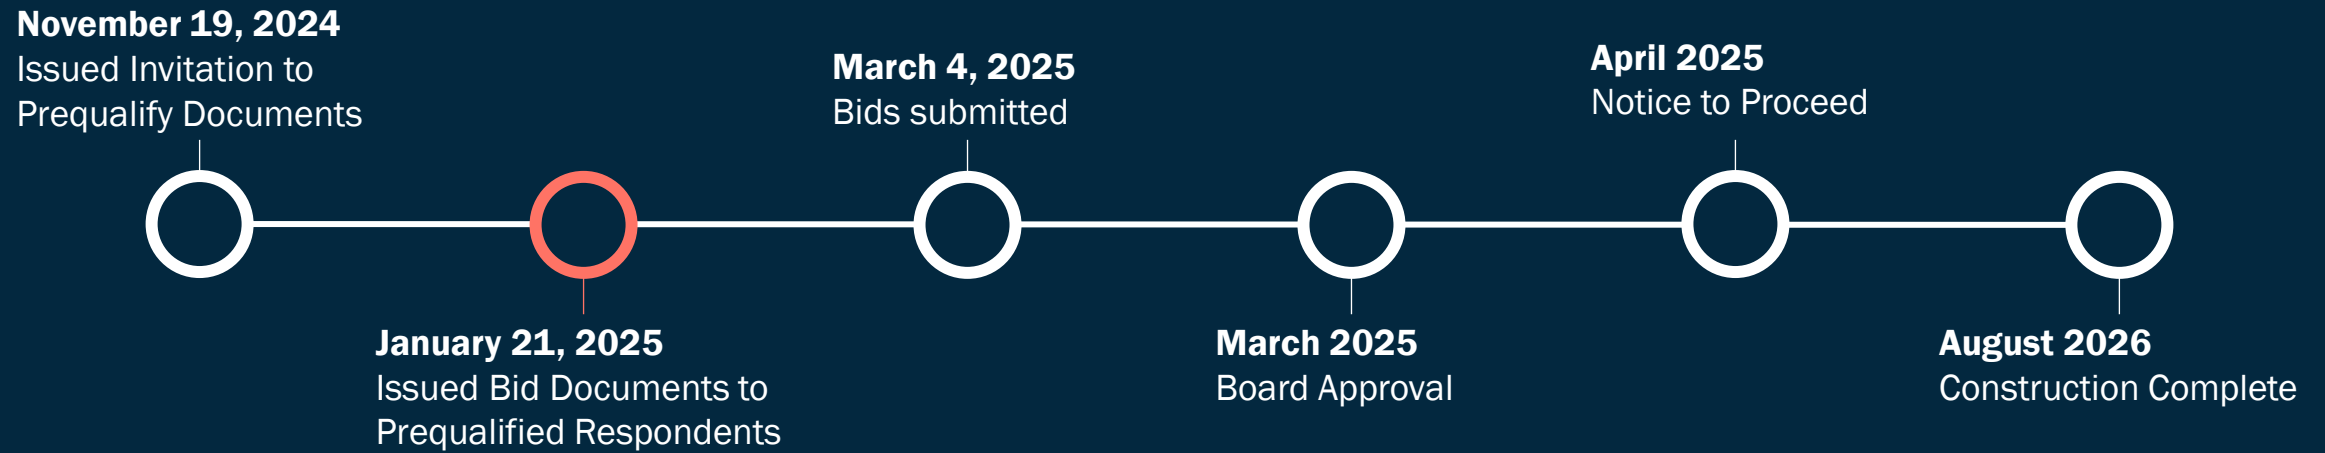 November 19, 2024
Issued Invitation to
Prequalify Documents
January 21, 2025
Issued Bid Documents to
Prequalified Respondents
March 4, 2025
Bids submitted
March 2025
Board Approval
April 2025
Notice to Proceed
August 2026
Construction Complete